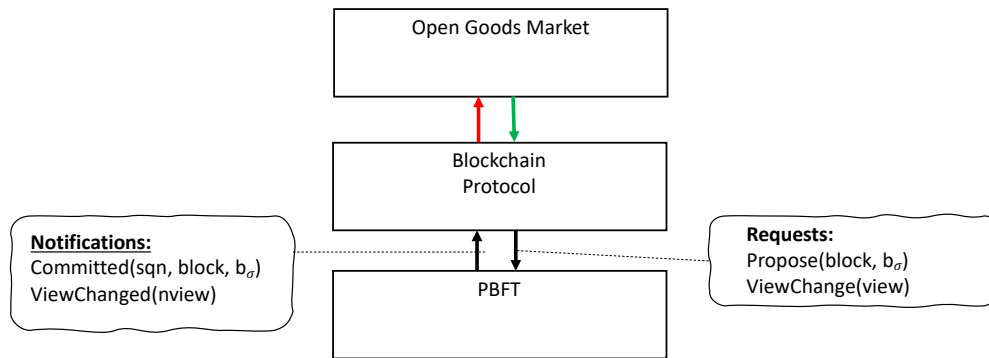 Open Goods Market
Blockchain
Protocol
Notifications:
Committed(sqn, block, bσ)
ViewChanged(nview)
Requests:
Propose(block, bσ)
ViewChange(view)
PBFT